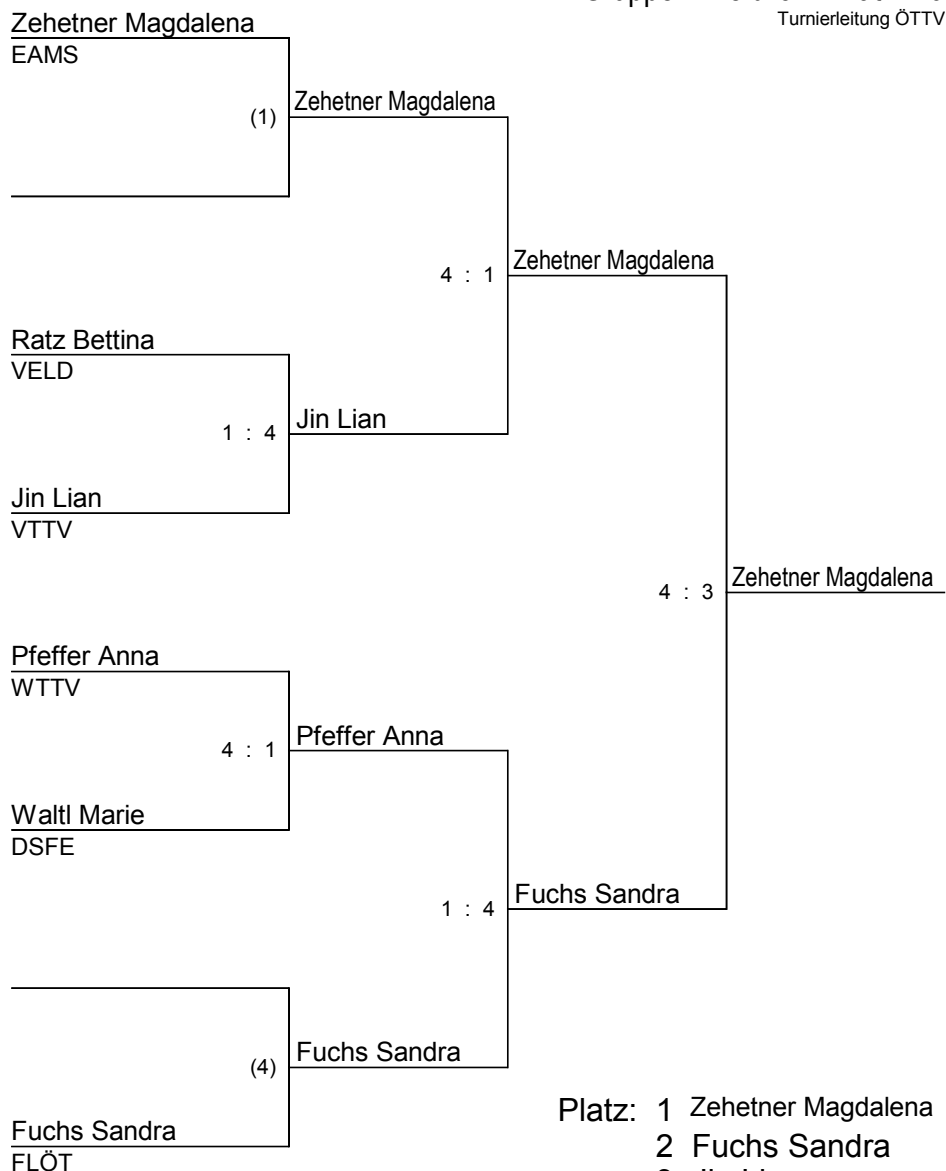 Turnierleitung ÖTTV
Zehetner Magdalena
EAMS
(1)
Zehetner Magdalena
4 : 1
Zehetner Magdalena
Ratz Bettina
VELD
1 : 4
Jin Lian
Jin Lian
VTTV
4 : 3
Zehetner Magdalena
Pfeffer Anna
WTTV
4 : 1
Pfeffer Anna
Waltl Marie
DSFE
1 : 4
Fuchs Sandra
(4)
Fuchs Sandra
Fuchs Sandra
FLÖT
Platz: 1 Zehetner Magdalena
2 Fuchs Sandra